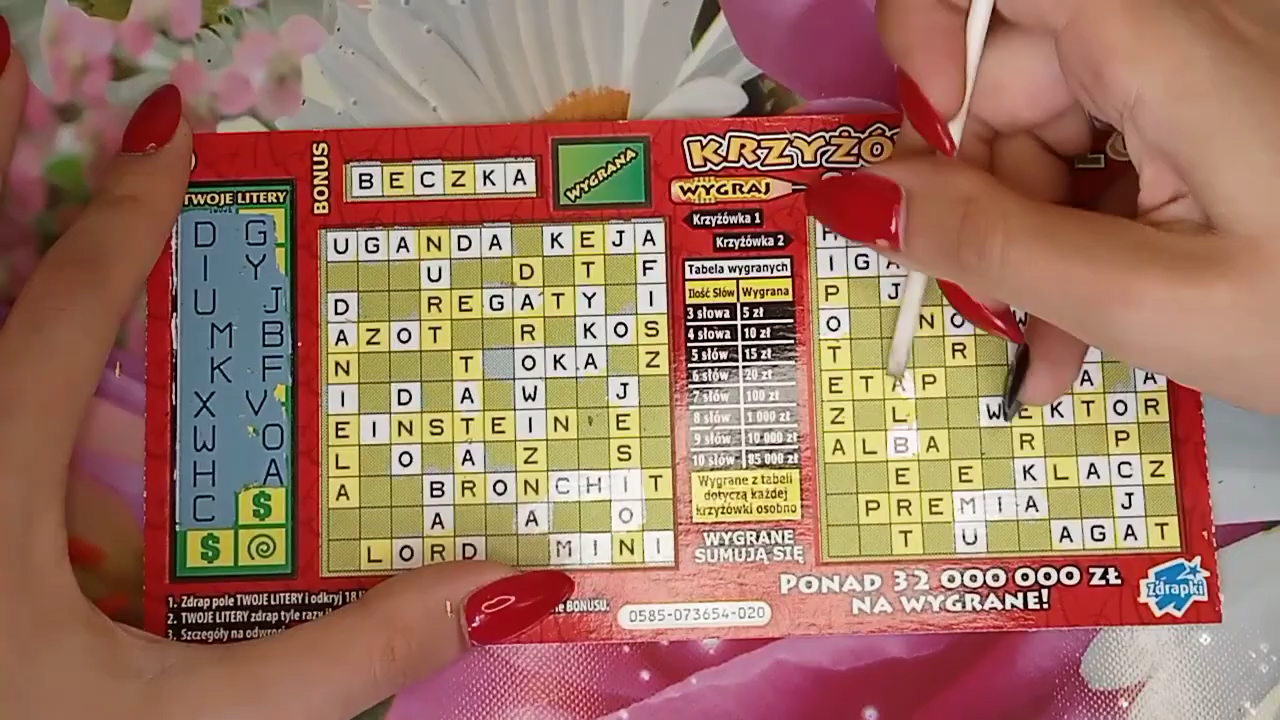 BONUS
BECZKA
WYGRANA
KRZYŻÓ
WYGRAJ
TWOJE LITERY
D G
I Y
U J
M B
K F
X V
W O
H A
C $
$
UGANDA KEJA
U D T F
D REGATY I
AZOT R KOS
N T OKA Z
I D A W J
EINSTEIN E
L O A Z S
A BRONCHIT
A A O
LORD MINI
Krzyżówka 1
Krzyżówka 2
Tabela wygranych
Ilość Słów Wygrana
3 słowa 5 zł
4 słowa 10 zł
5 słów 15 zł
6 słów 20 zł
7 słów 100 zł
8 słów 1 000 zł
9 słów 10 000 zł
10 słów 85 000 zł
Wygrane z tabeli
dotyczą każdej
krzyżówki osobno
WYGRANE
SUMUJĄ SIĘ
H
IGA
P J
O NO W
T R
ETAP A A
Z L WEKTOR
ALBA R P
E E KLACZ
PREMIA J
T U AGAT
PONAD 32 000 000 ZŁ
NA WYGRANE!
Zdrapki
1. Zdrap pole TWOJE LITERY i odkryj 18
BONUSU.
2. TWOJE LITERY zdrap tyle razy
3. Szczegóły na odwro
0585-073654-020